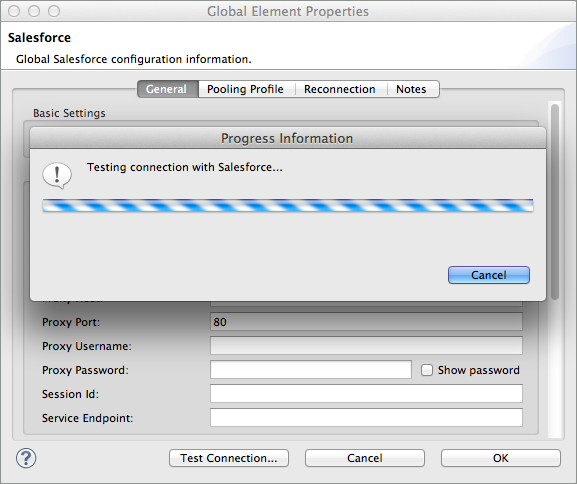 Global Element Properties
Salesforce
Global Salesforce configuration information.
General Pooling Profile Reconnection Notes
Basic Settings
Progress Information
Testing connection with Salesforce...
Cancel
Proxy Port: 80
Proxy Username:
Proxy Password: Show password
Session Id:
Service Endpoint:
? Test Connection... Cancel OK